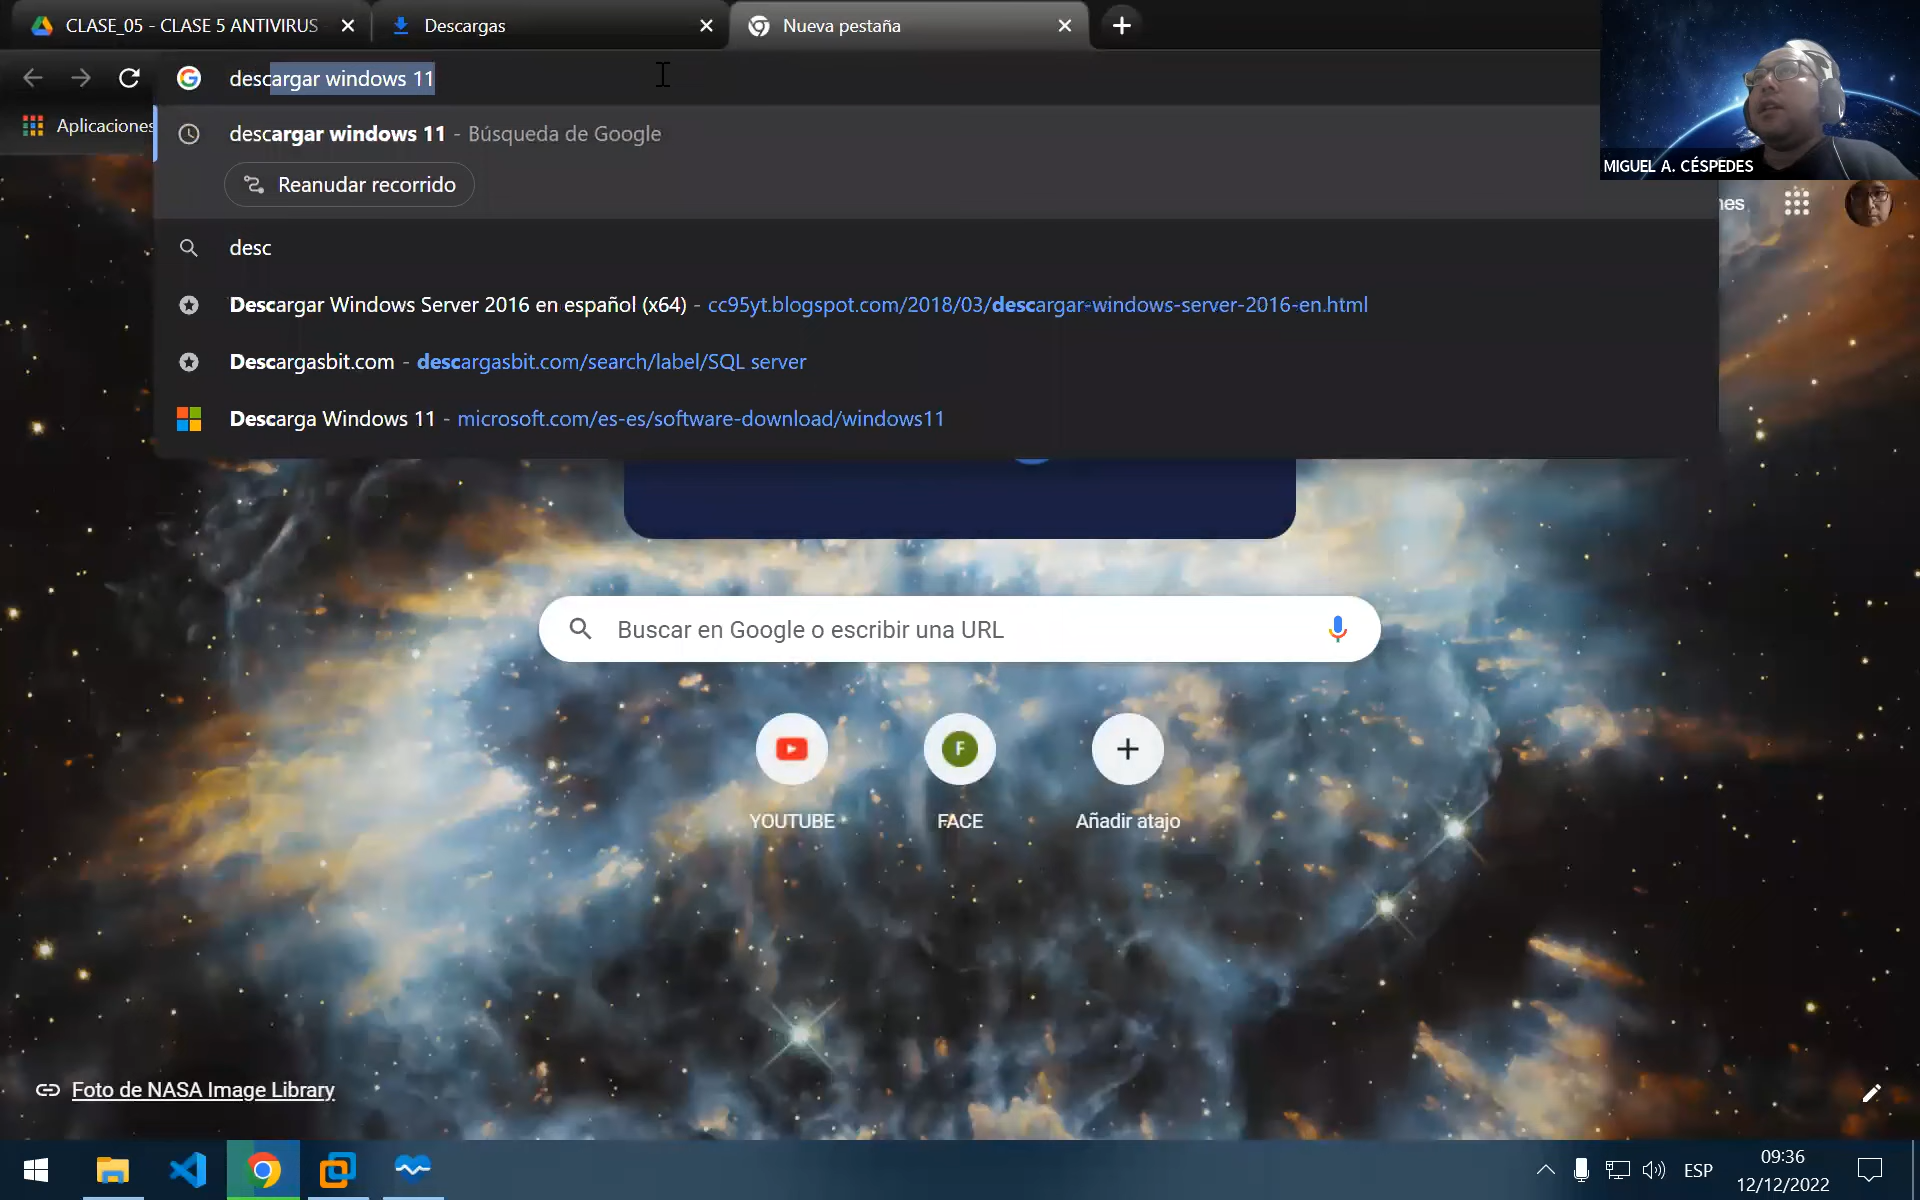 CLASE_05 - CLASE 5 ANTIVIRUS
Descargas
Nueva pestaña
descargar windows 11
Aplicaciones
descargar windows 11 - Búsqueda de Google
Reanudar recorrido
desc
Descargar Windows Server 2016 en español (x64) - cc95yt.blogspot.com/2018/03/descargar-windows-server-2016-en.html
Descargasbit.com - descargasbit.com/search/label/SQL server
Descarga Windows 11 - microsoft.com/es-es/software-download/windows11
MIGUEL A. CÉSPEDES
Buscar en Google o escribir una URL
F
YOUTUBE
FACE
Añadir atajo
Foto de NASA Image Library
ESP
09:36
12/12/2022